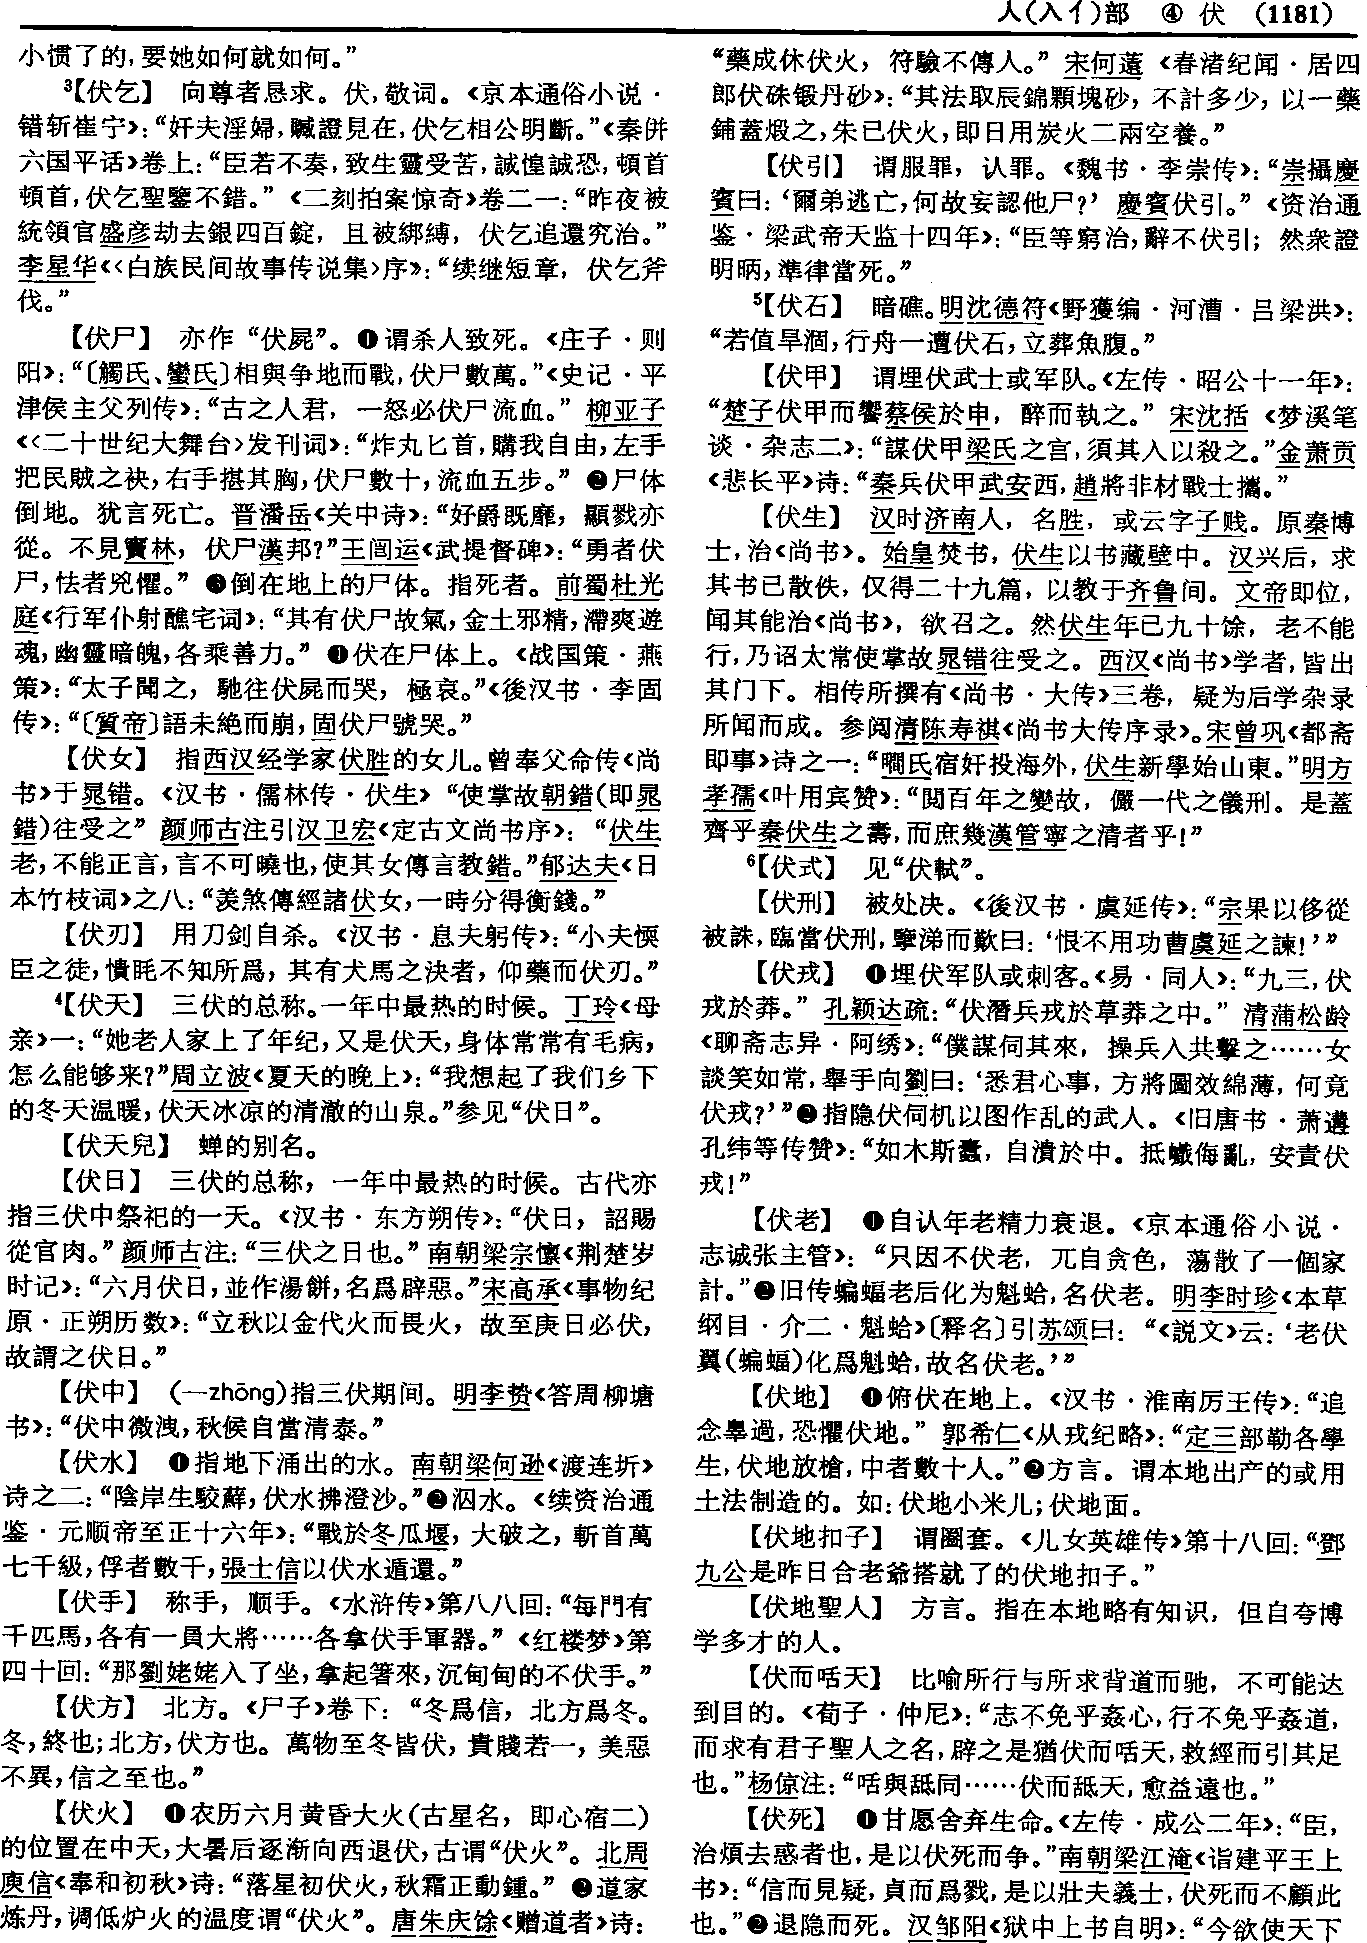 人(入亻)部 ④ 伏 (1181)
小惯了的,要她如何就如何。”
³【伏乞】 向尊者恳求。伏,敬词。《京本通俗小说·
错斩崔宁》:“奸夫淫婦,贓證見在,伏乞相公明斷。”《秦併
六国平话》卷上:“臣若不奏,致生靈受苦,誠惶誠恐,頓首
頓首,伏乞聖鑒不錯。”《二刻拍案惊奇》卷二一:“昨夜被
統領官盛彦劫去銀四百錠，且被綁縛，伏乞追還究治。”
李星华《〈白族民间故事传说集〉序》:“续继短章，伏乞斧
伐。”
【伏尸】 亦作“伏屍”。❶谓杀人致死。《庄子·则
阳》:“〔觸氏、蠻氏〕相與争地而戰,伏尸數萬。”《史记·平
津侯主父列传》:“古之人君，一怒必伏尸流血。”柳亚子
《〈二十世纪大舞台〉发刊词》:“炸丸匕首,購我自由,左手
把民賊之袂,右手揕其胸,伏尸數十,流血五步。”❷尸体
倒地。犹言死亡。晋潘岳《关中诗》:“好爵既靡，顯戮亦
從。不見竇林，伏尸漢邦?”王闿运《武提督碑》:“勇者伏
尸,怯者兇懼。”❸倒在地上的尸体。指死者。前蜀杜光
庭《行军仆射醮宅词》:“其有伏尸故氣,金土邪精,滯爽遊
魂,幽靈暗魄,各乘善力。”❹伏在尸体上。《战国策·燕
策》:“太子聞之，馳往伏屍而哭，極哀。”《後汉书·李固
传》:“〔質帝〕語未絶而崩,固伏尸號哭。”
【伏女】 指西汉经学家伏胜的女儿。曾奉父命传《尚
书》于晁错。《汉书·儒林传·伏生》“使掌故朝錯(即晁
錯)往受之”颜师古注引汉卫宏《定古文尚书序》：“伏生
老,不能正言,言不可曉也,使其女傳言教錯。”郁达夫《日
本竹枝词》之八:“羡煞傳經諸伏女,一時分得衡錢。”
【伏刃】 用刀剑自杀。《汉书·息夫躬传》:“小夫愞
臣之徒,憒眊不知所爲，其有犬馬之決者，仰藥而伏刃。”
⁴【伏天】 三伏的总称。一年中最热的时候。丁玲《母
亲》一:“她老人家上了年纪,又是伏天,身体常常有毛病,
怎么能够来?”周立波《夏天的晚上》:“我想起了我们乡下
的冬天温暖,伏天冰凉的清澈的山泉。”参见“伏日”。
【伏天兒】 蝉的别名。
【伏日】 三伏的总称，一年中最热的时候。古代亦
指三伏中祭祀的一天。《汉书·东方朔传》:“伏日，詔賜
從官肉。”颜师古注:“三伏之日也。”南朝梁宗懔《荆楚岁
时记》:“六月伏日,並作湯餅,名爲辟惡。”宋高承《事物纪
原·正朔历数》:“立秋以金代火而畏火，故至庚日必伏，
故謂之伏日。”
【伏中】 (—zhōng)指三伏期间。明李贽《答周柳塘
书》:“伏中微洩,秋候自當清泰。”
【伏水】 ❶指地下涌出的水。南朝梁何逊《渡连圻》
诗之二:“陰岸生駮蘚,伏水拂澄沙。”❷泅水。《续资治通
鉴·元顺帝至正十六年》:“戰於冬瓜堰，大破之，斬首萬
七千級,俘者數千,張士信以伏水遁還。”
【伏手】 称手，顺手。《水浒传》第八八回:“每門有
千匹馬,各有一員大將……各拿伏手軍器。”《红楼梦》第
四十回:“那劉姥姥入了坐,拿起箸來,沉甸甸的不伏手。”
【伏方】 北方。《尸子》卷下：“冬爲信，北方爲冬。
冬,終也;北方,伏方也。萬物至冬皆伏，貴賤若一，美惡
不異,信之至也。”
【伏火】 ❶农历六月黄昏大火(古星名，即心宿二)
的位置在中天,大暑后逐渐向西退伏,古谓“伏火”。北周
庾信《奉和初秋》诗:“落星初伏火,秋霜正動鍾。”❷道家
炼丹,调低炉火的温度谓“伏火”。唐朱庆馀《赠道者》诗:
“藥成休伏火，符驗不傳人。”宋何薳《春渚纪闻·居四
郎伏硃锻丹砂》:“其法取辰錦顆塊砂，不計多少，以一藥
鋪蓋煅之,朱已伏火,即日用炭火二兩空養。”
【伏引】 谓服罪，认罪。《魏书·李崇传》:“崇攝慶
賓曰:‘爾弟逃亡,何故妄認他尸?’慶賓伏引。”《资治通
鉴·梁武帝天监十四年》:“臣等窮治,辭不伏引；然衆證
明昞,準律當死。”
⁵【伏石】 暗礁。明沈德符《野獲编·河漕·吕梁洪》:
“若值旱涸,行舟一遭伏石,立葬魚腹。”
【伏甲】 谓埋伏武士或军队。《左传·昭公十一年》:
“楚子伏甲而饗蔡侯於申，醉而執之。”宋沈括《梦溪笔
谈·杂志二》:“謀伏甲梁氏之宫,須其入以殺之。”金萧贡
《悲长平》诗:“秦兵伏甲武安西,趙將非材戰士攜。”
【伏生】 汉时济南人，名胜，或云字子贱。原秦博
士,治《尚书》。始皇焚书，伏生以书藏壁中。汉兴后，求
其书已散佚，仅得二十九篇，以教于齐鲁间。文帝即位，
闻其能治《尚书》，欲召之。然伏生年已九十馀，老不能
行,乃诏太常使掌故晁错往受之。西汉《尚书》学者,皆出
其门下。相传所撰有《尚书·大传》三卷，疑为后学杂录
所闻而成。参阅清陈寿祺《尚书大传序录》。宋曾巩《都斋
即事》诗之一:“瞷氏宿奸投海外,伏生新學始山東。”明方
孝孺《叶用宾赞》:“閲百年之變故，儼一代之儀刑。是蓋
齊乎秦伏生之壽,而庶幾漢管寧之清者乎!”
⁶【伏式】 见“伏軾”。
【伏刑】 被处决。《後汉书·虞延传》:“宗果以侈從
被誅,臨當伏刑,攣涕而歎曰:‘恨不用功曹虞延之諫!’”
【伏戎】 ❶埋伏军队或刺客。《易·同人》:“九三,伏
戎於莽。”孔颖达疏:“伏潛兵戎於草莽之中。”清蒲松龄
《聊斋志异·阿绣》:“僕謀伺其來，操兵入共擊之……女
談笑如常,舉手向劉曰:‘悉君心事，方將圖效綿薄，何竟
伏戎?’”❷指隐伏伺机以图作乱的武人。《旧唐书·萧遘
孔纬等传赞》:“如木斯蠹，自潰於中。抵巇侮亂，安責伏
戎!”
【伏老】 ❶自认年老精力衰退。《京本通俗小说·
志诚张主管》：“只因不伏老，兀自贪色，蕩散了一個家
計。”❷旧传蝙蝠老后化为魁蛤,名伏老。明李时珍《本草
纲目·介二·魁蛤》〔释名〕引苏颂曰：“《説文》云：‘老伏
翼(蝙蝠)化爲魁蛤,故名伏老。’”
【伏地】 ❶俯伏在地上。《汉书·淮南厉王传》:“追
念辠過,恐懼伏地。”郭希仁《从戎纪略》:“定三部勒各學
生,伏地放槍,中者數十人。”❷方言。谓本地出产的或用
土法制造的。如:伏地小米儿;伏地面。
【伏地扣子】 谓圈套。《儿女英雄传》第十八回:“鄧
九公是昨日合老爺搭就了的伏地扣子。”
【伏地聖人】 方言。指在本地略有知识，但自夸博
学多才的人。
【伏而咶天】 比喻所行与所求背道而驰，不可能达
到目的。《荀子·仲尼》:“志不免乎姦心,行不免乎姦道,
而求有君子聖人之名,辟之是猶伏而咶天,救經而引其足
也。”杨倞注:“咶與舐同……伏而舐天,愈益遠也。”
【伏死】 ❶甘愿舍弃生命。《左传·成公二年》:“臣,
治煩去惑者也,是以伏死而争。”南朝梁江淹《诣建平王上
书》:“信而見疑,貞而爲戮,是以壯夫義士,伏死而不顧此
也。”❷退隐而死。汉邹阳《狱中上书自明》:“今欲使天下